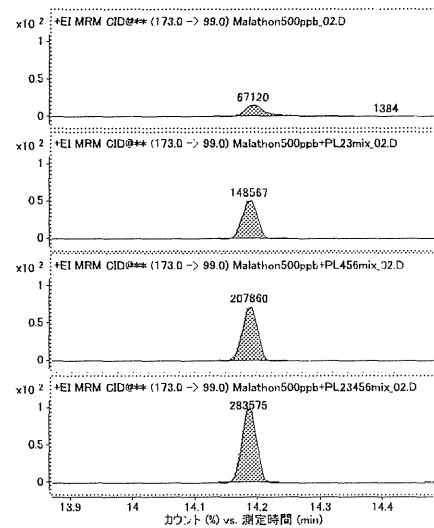 x10 2 +EI MRM CID@** (173.0 -> 99.0) Malathon500ppb_02.D
1
0.5
0
67120
1384
x10 2 +EI MRM CID@** (173.0 -> 99.0) Malathon500ppb+PL23mix_02.D
1
0.5
0
148567
x10 2 +EI MRM CID@** (173.0 -> 99.0) Malathon500ppb+PL456mix_02.D
1
0.5
0
207860
x10 2 +EI MRM CID@** (173.0 -> 99.0) Malathon500ppb+PL23456mix_02.D
1
0.5
0
283575
13.9 14 14.1 14.2 14.3 14.4
カウント (%) vs. 測定時間 (min)